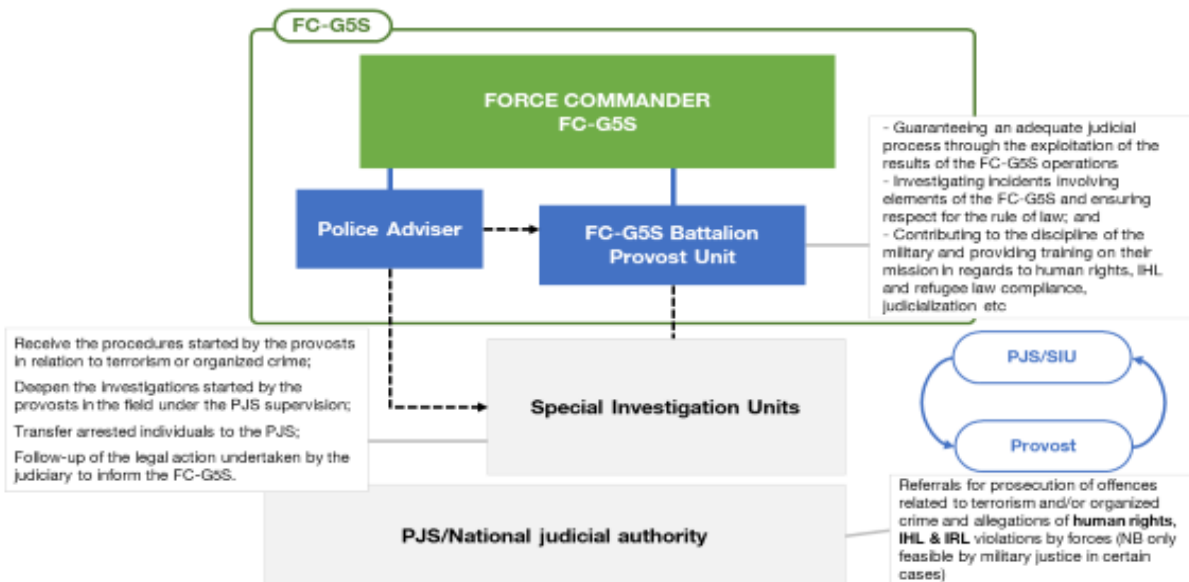 FC-G5S
FORCE COMMANDER
FC-G5S
Police Adviser
FC-G5S Battalion
Provost Unit
- Guaranteeing an adequate judicial
process through the exploitation of the
results of the FC-G5S operations
- Investigating incidents involving
elements of the FC-G5S and ensuring
respect for the rule of law; and
- Contributing to the discipline of the
military and providing training on their
mission in regards to human rights, IHL
and refugee law compliance,
judicialization etc
Receive the procedures started by the provosts
in relation to terrorism or organized crime;
Deepen the investigations started by the
provosts in the field under the PJS supervision;
Transfer arrested individuals to the PJS;
Follow-up of the legal action undertaken by the
judiciary to inform the FC-G5S.
Special Investigation Units
PJS/SIU
Provost
PJS/National judicial authority
Referrals for prosecution of offences
related to terrorism and/or organized
crime and allegations of human rights,
IHL & IRL violations by forces (NB only
feasible by military justice in certain
cases)